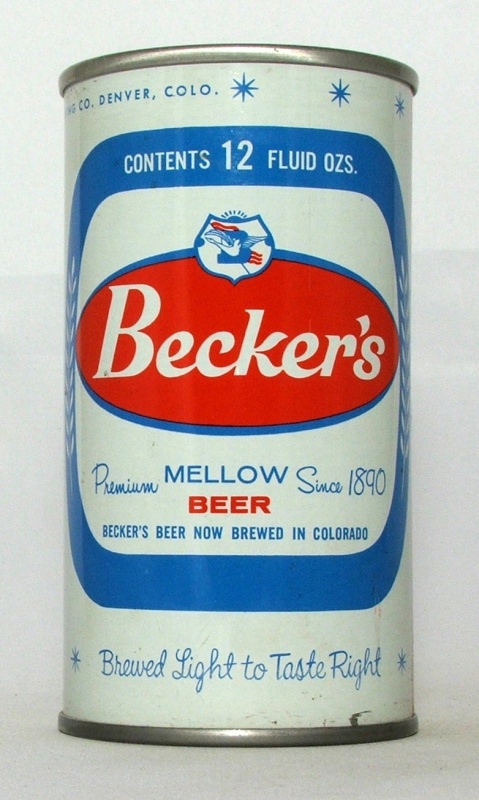 CO. DENVER, COLO.
CONTENTS 12 FLUID OZS.
Becker's
Premium MELLOW Since 1890
BEER
BECKER'S BEER NOW BREWED IN COLORADO
Brewed Light to Taste Right